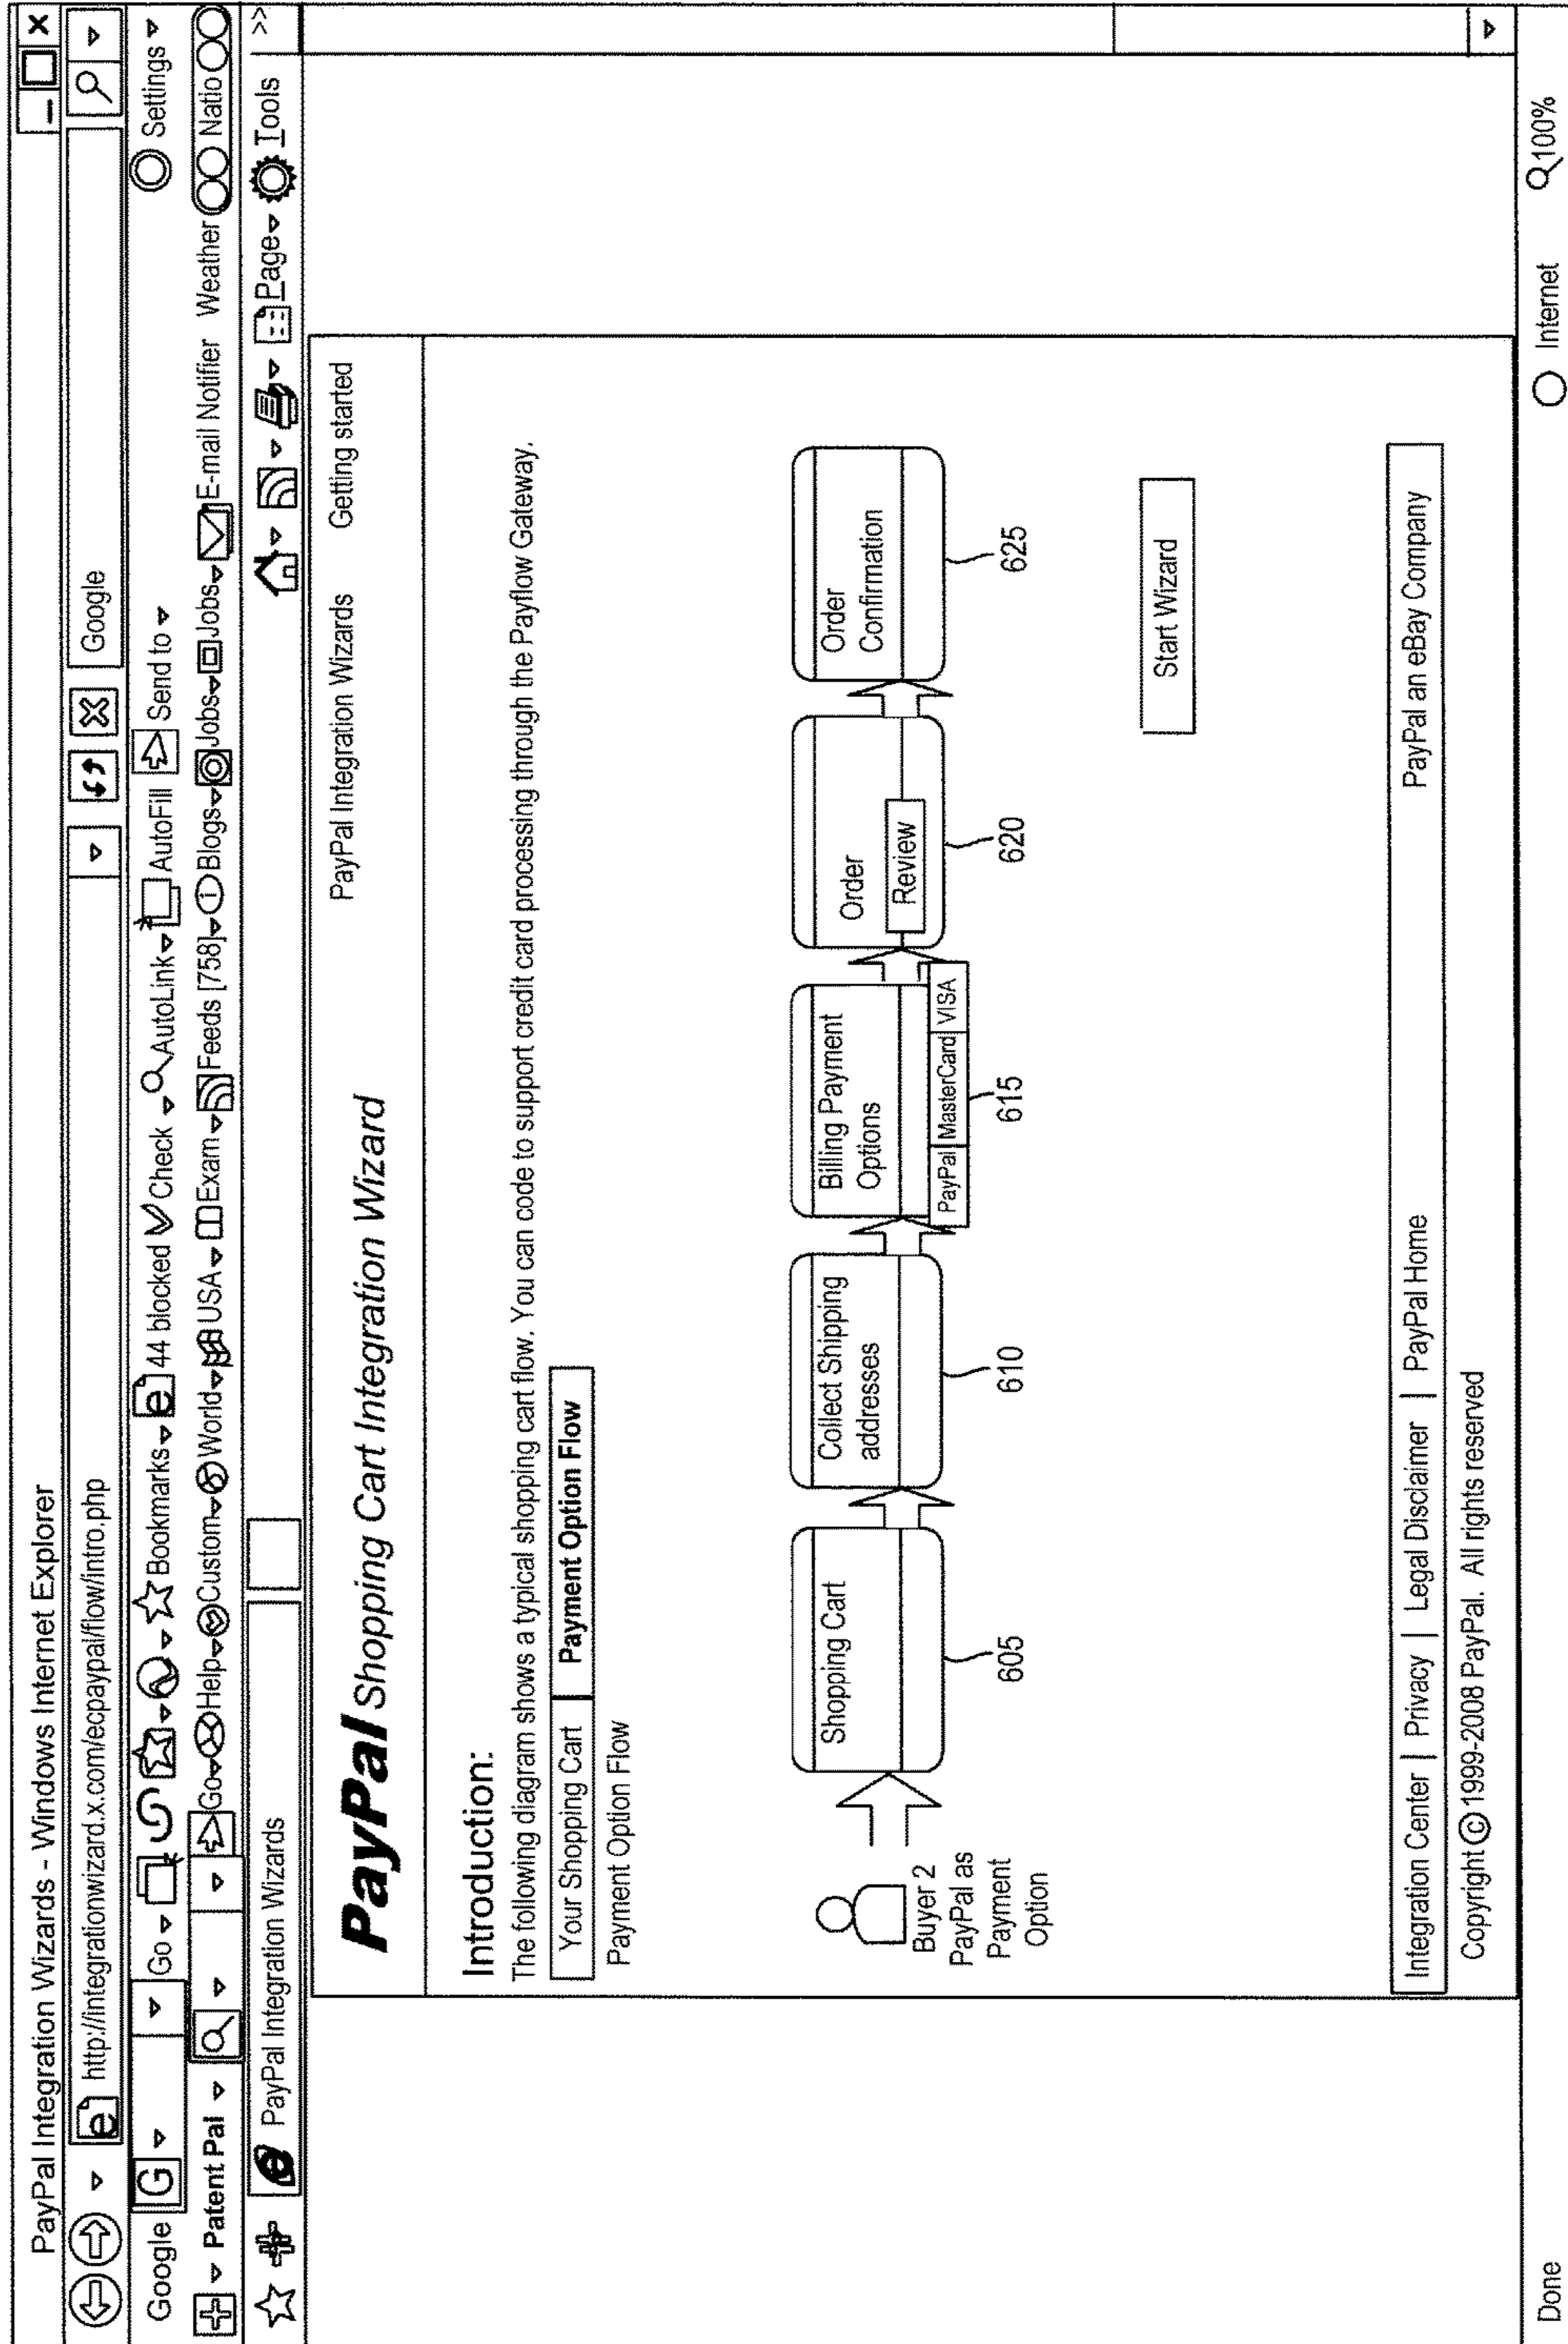 PayPal Integration Wizards - Windows Internet Explorer
http://integrationwizard.x.com/ecpaypal/flow/intro.php
Google
Google G Go Bookmarks 44 blocked Check AutoLink AutoFill Send to Settings
Patent Pal Go Help Custom World USA Exam Feeds [758] Blogs Jobs Jobs E-mail Notifier Weather Natio
PayPal Integration Wizards
Page Tools >>
PayPal Integration Wizards Getting started
PayPal Shopping Cart Integration Wizard
Introduction:
The following diagram shows a typical shopping cart flow. You can code to support credit card processing through the Payflow Gateway.
Your Shopping Cart Payment Option Flow
Payment Option Flow
Buyer 2
PayPal as
Payment
Option
Shopping Cart
605
Collect Shipping
addresses
610
Billing Payment
Options
PayPal MasterCard VISA
615
Order
Review
620
Order
Confirmation
625
Start Wizard
Integration Center | Privacy | Legal Disclaimer | PayPal Home PayPal an eBay Company
Copyright © 1999-2008 PayPal. All rights reserved
Done Internet 100%